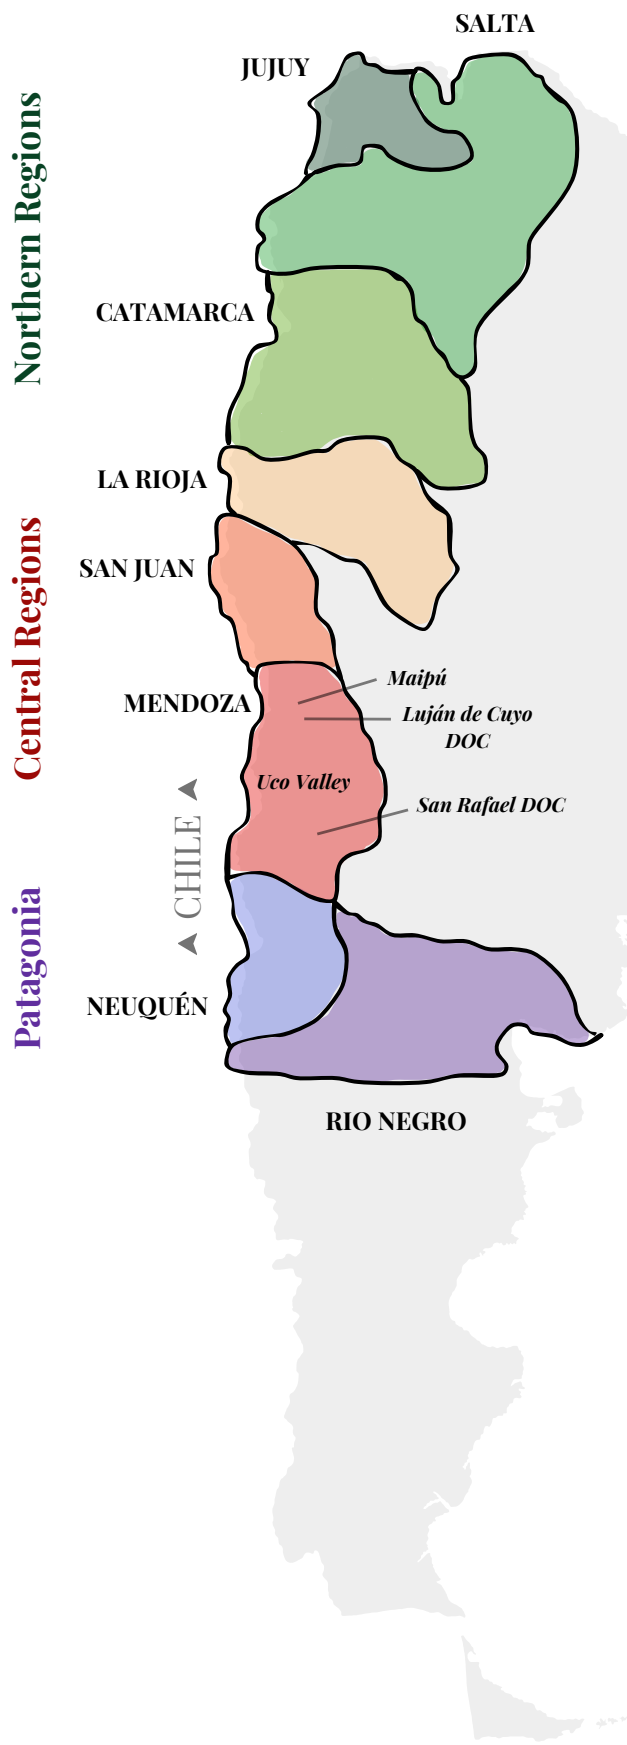 SALTA
JUJUY
Northern Regions
CATAMARCA
LA RIOJA
Central Regions
SAN JUAN
Maipú
MENDOZA
Luján de Cuyo
DOC
Uco Valley
San Rafael DOC
CHILE
Patagonia
NEUQUÉN
RIO NEGRO